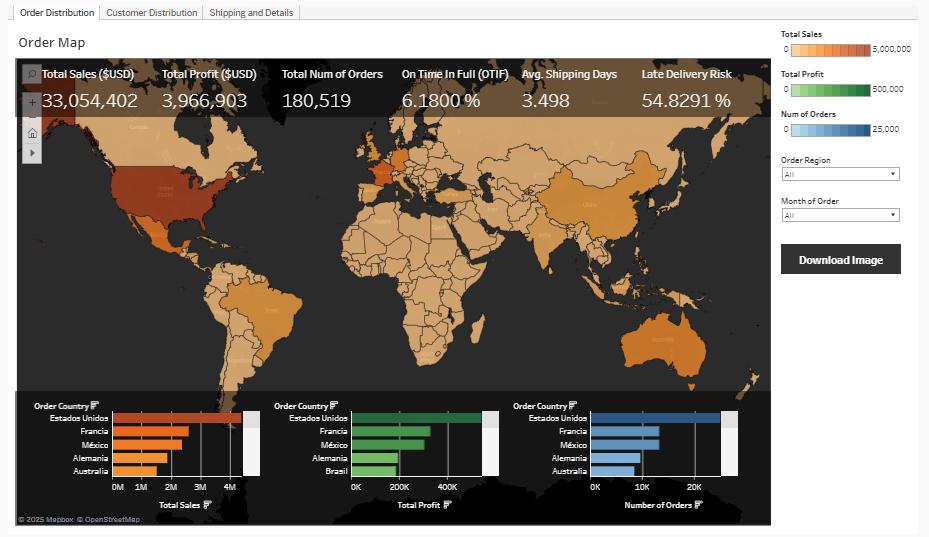 Order Distribution
Customer Distribution
Shipping and Details
Order Map
Total Sales ($USD)
33,054,402
Total Profit ($USD)
3,966,903
Total Num of Orders
180,519
On Time In Full (OTIF)
6.1800 %
Avg. Shipping Days
3.498
Late Delivery Risk
54.8291 %
Canada
United
States
Brazil
China
India
Order Country
Estados Unidos
Francia
México
Alemania
Australia
0M 1M 2M 3M 4M
Total Sales
Order Country
Estados Unidos
Francia
México
Alemania
Brasil
0K 200K 400K
Total Profit
Order Country
Estados Unidos
Francia
México
Alemania
Australia
0K 10K 20K
Number of Orders
© 2025 Mapbox © OpenStreetMap
Total Sales
0 5,000,000
Total Profit
0 500,000
Num of Orders
0 25,000
Order Region
All
Month of Order
All
Download Image